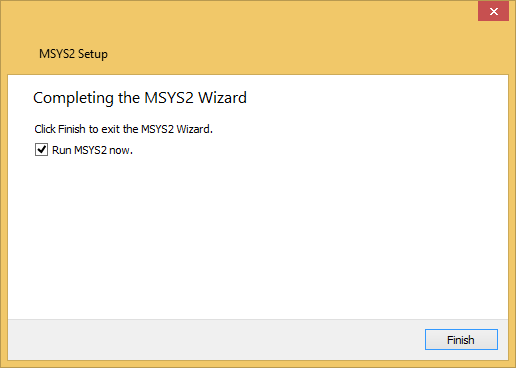 MSYS2 Setup
Completing the MSYS2 Wizard
Click Finish to exit the MSYS2 Wizard.
Run MSYS2 now.
Finish